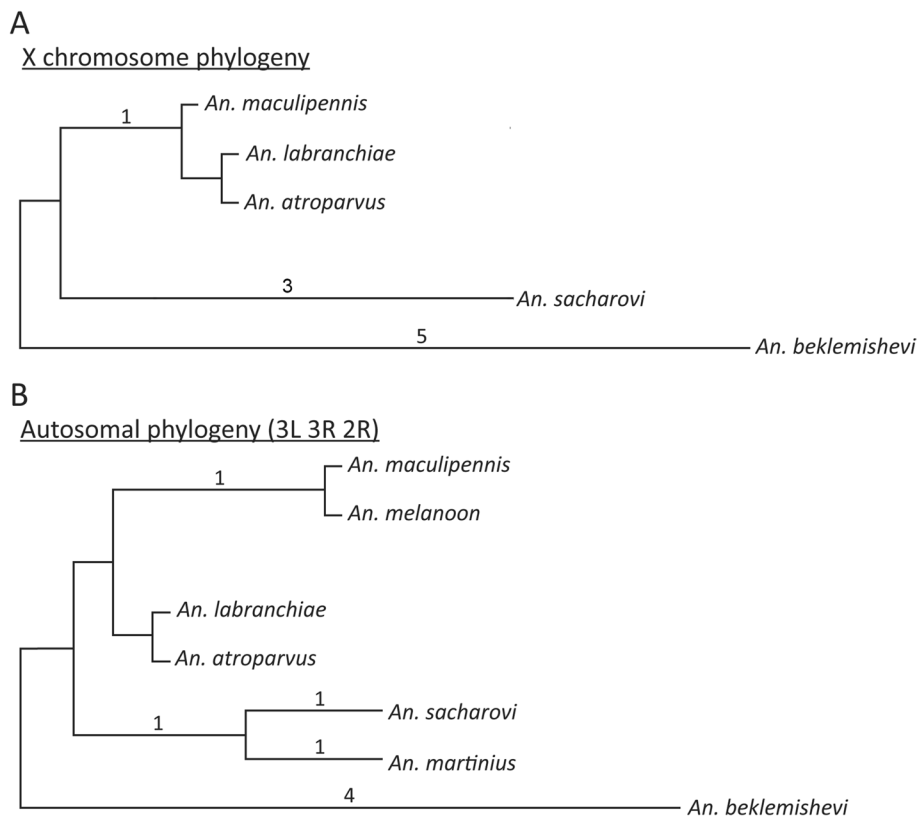 A
X chromosome phylogeny
An. maculipennis
1
An. labranchiae
An. atroparvus
3
An. sacharovi
5
An. beklemishevi
B
Autosomal phylogeny (3L 3R 2R)
An. maculipennis
1
An. melanoon
An. labranchiae
An. atroparvus
1
An. sacharovi
1
1
An. martinius
4
An. beklemishevi